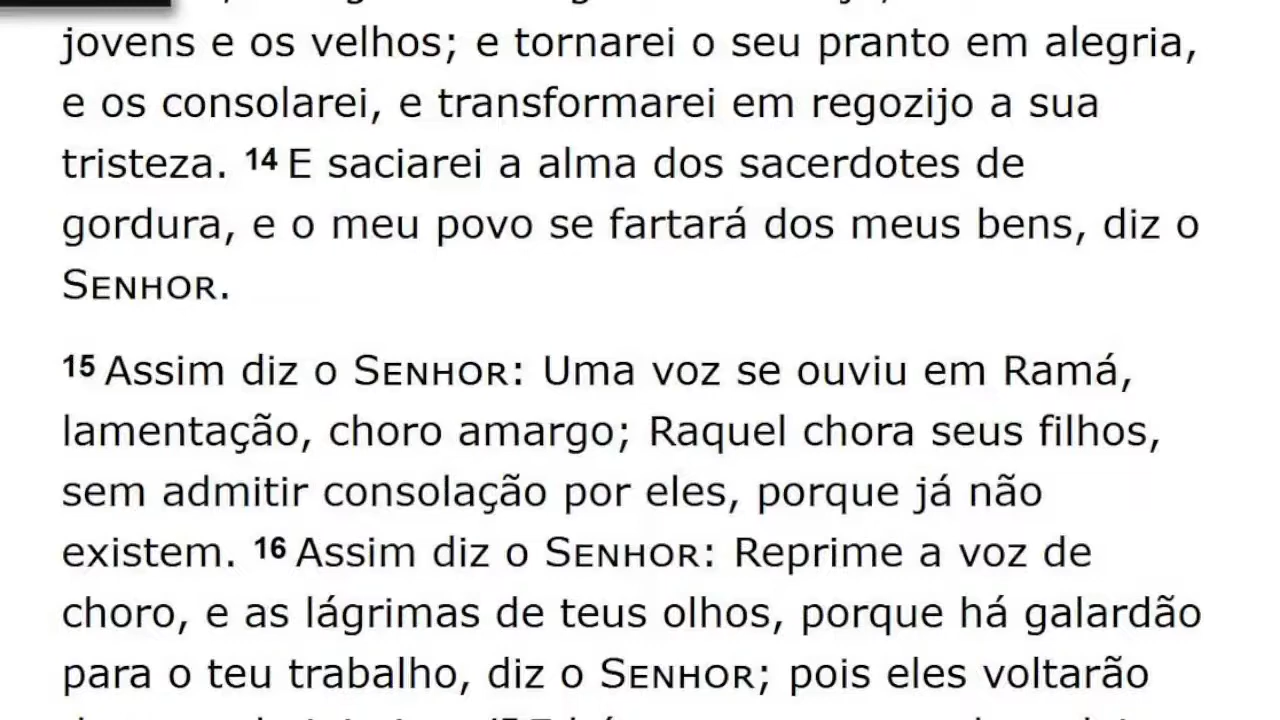 jovens e os velhos; e tornarei o seu pranto em alegria,
e os consolarei, e transformarei em regozijo a sua
tristeza. 14 E saciarei a alma dos sacerdotes de
gordura, e o meu povo se fartará dos meus bens, diz o
SENHOR.
15 Assim diz o SENHOR: Uma voz se ouviu em Ramá,
lamentação, choro amargo; Raquel chora seus filhos,
sem admitir consolação por eles, porque já não
existem. 16 Assim diz o SENHOR: Reprime a voz de
choro, e as lágrimas de teus olhos, porque há galardão
para o teu trabalho, diz o SENHOR; pois eles voltarão